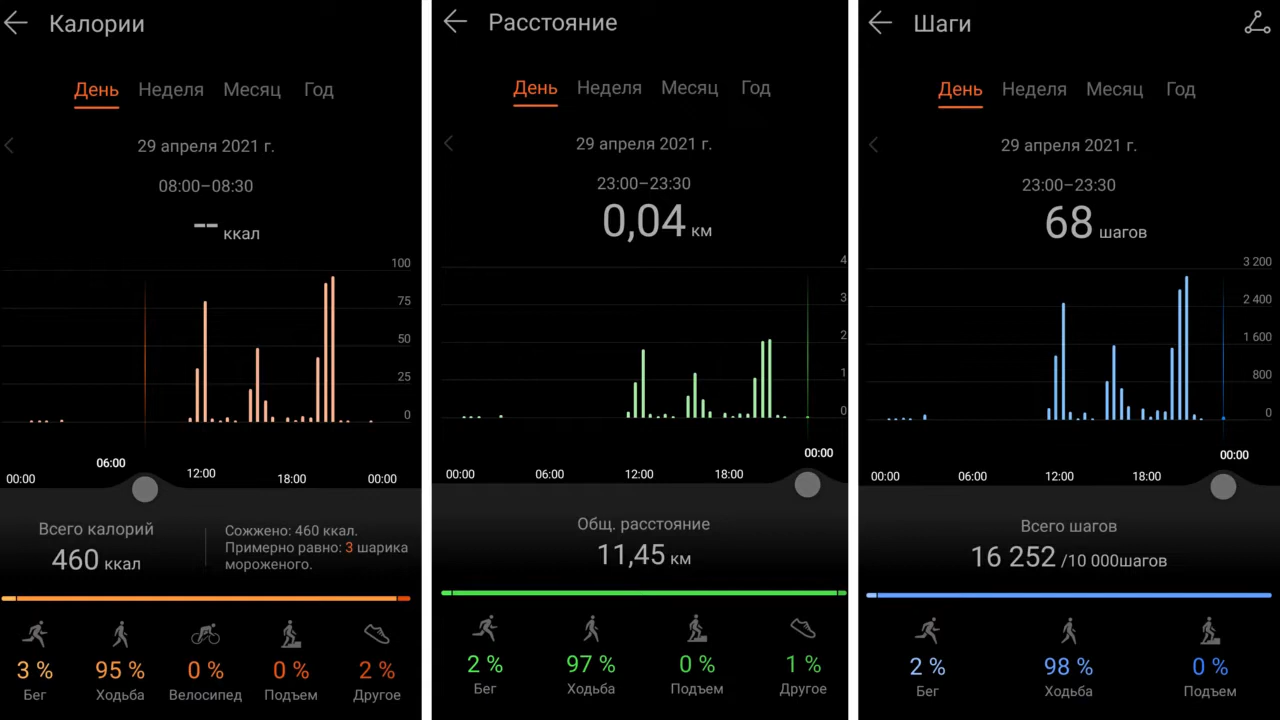 Калории
День Неделя Месяц Год
29 апреля 2021 г.
08:00–08:30
-- ккал
100
75
50
25
0
06:00
00:00 12:00 18:00 00:00
Всего калорий
460 ккал
Сожжено: 460 ккал.
Примерно равно: 3 шарика
мороженого.
3 % 95 % 0 % 0 % 2 %
Бег Ходьба Велосипед Подъем Другое
Расстояние
День Неделя Месяц Год
29 апреля 2021 г.
23:00–23:30
0,04 км
4
3
2
1
0
00:00
00:00 06:00 12:00 18:00
Общ. расстояние
11,45 км
2 % 97 % 0 % 1 %
Бег Ходьба Подъем Другое
Шаги
День Неделя Месяц Год
29 апреля 2021 г.
23:00–23:30
68 шагов
3 200
2 400
1 600
800
0
00:00
00:00 06:00 12:00 18:00
Всего шагов
16 252 /10 000шагов
2 % 98 % 0 %
Бег Ходьба Подъем